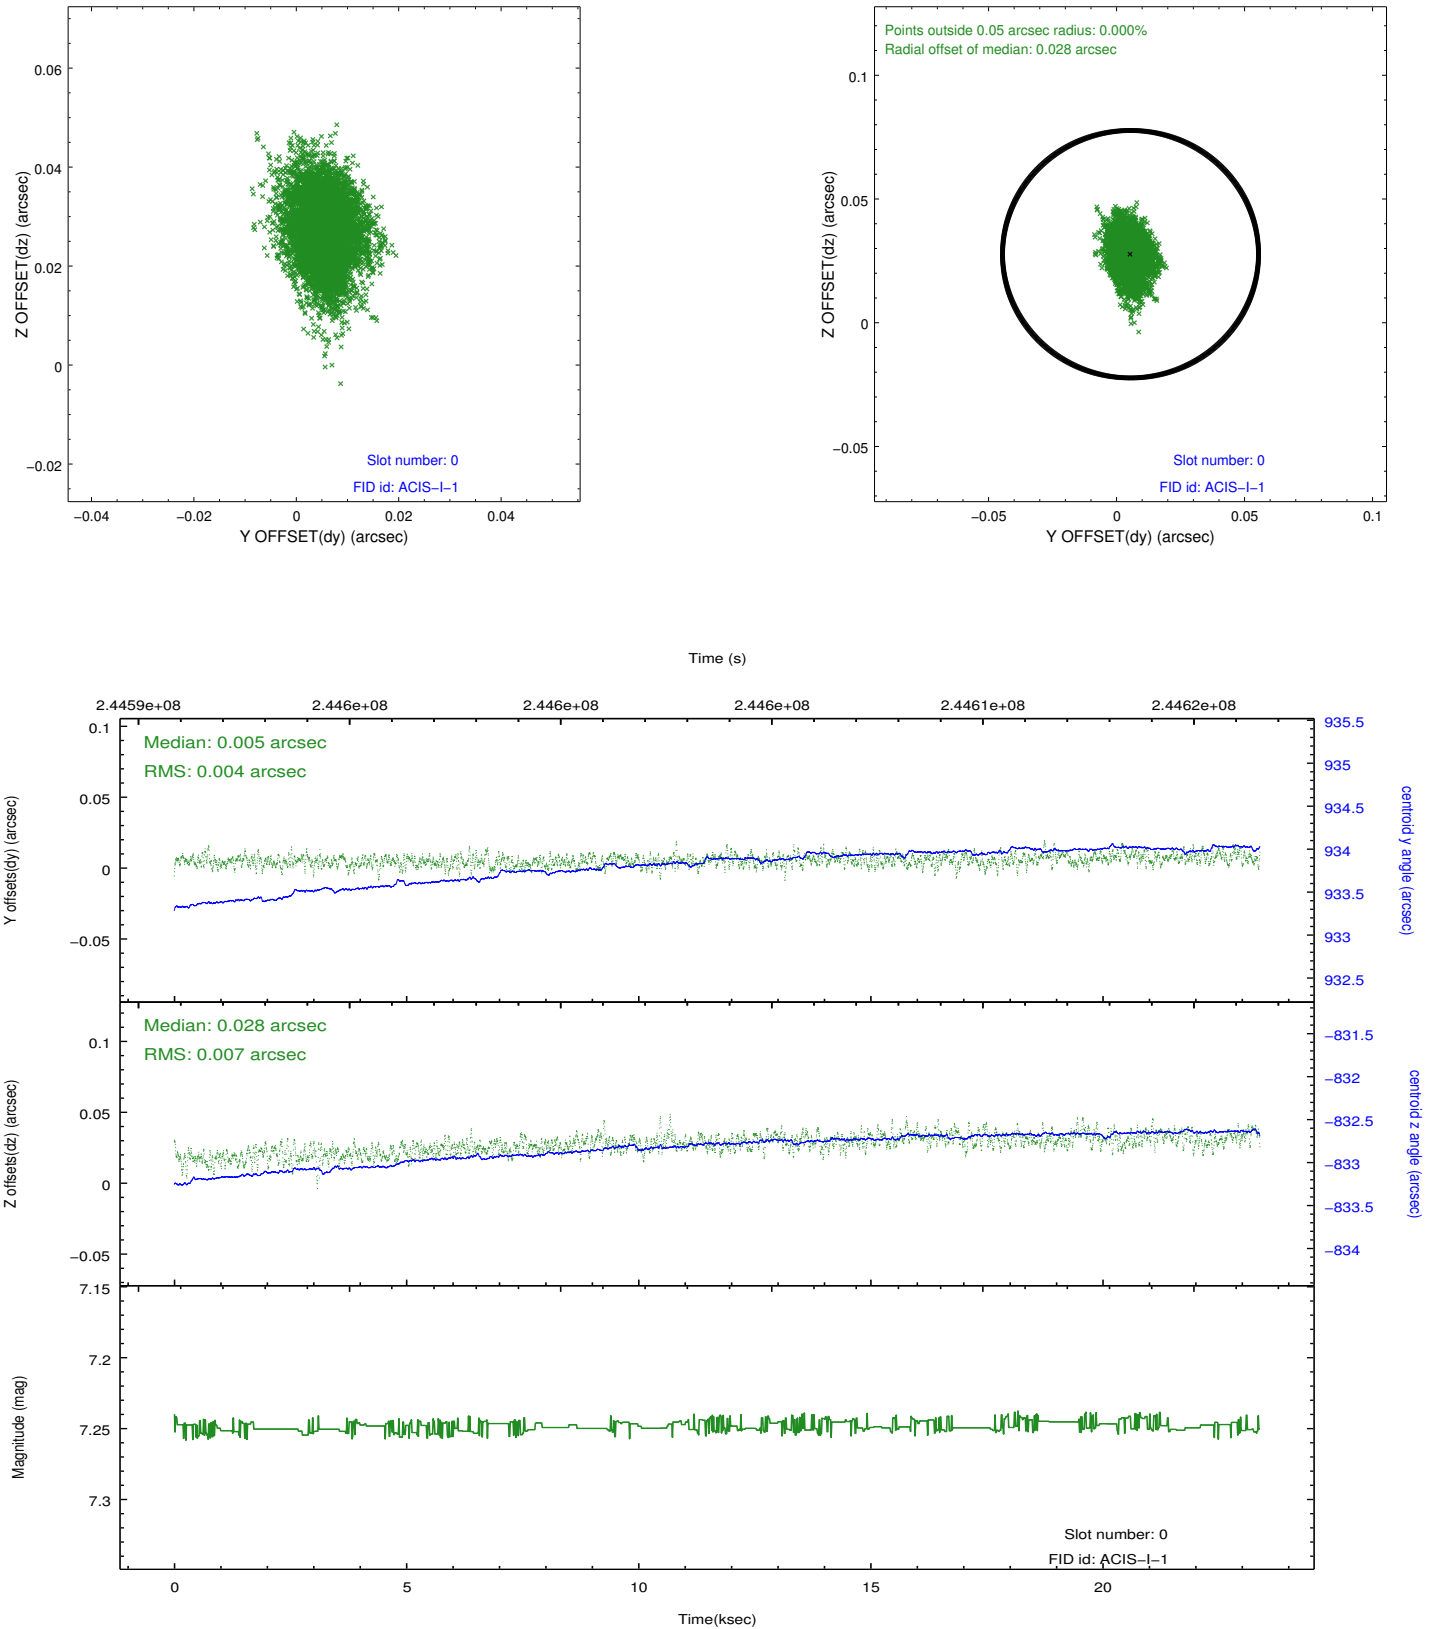 0.06
0.04
0.02
0
−0.02
−0.04
−0.02
0
0.02
0.04
Z OFFSET(dz) (arcsec)
Y OFFSET(dy) (arcsec)
Slot number: 0
FID id: ACIS−I−1
Points outside 0.05 arcsec radius: 0.000%
Radial offset of median: 0.028 arcsec
0.1
0.05
0
−0.05
−0.05
0
0.05
0.1
Z OFFSET(dz) (arcsec)
Y OFFSET(dy) (arcsec)
Slot number: 0
FID id: ACIS−I−1
Time (s)
2.4459e+08
2.446e+08
2.446e+08
2.446e+08
2.4461e+08
2.4462e+08
Median: 0.005 arcsec
RMS: 0.004 arcsec
0.1
0.05
0
−0.05
Y offsets(dy) (arcsec)
935.5
935
934.5
934
933.5
933
932.5
centroid y angle (arcsec)
Median: 0.028 arcsec
RMS: 0.007 arcsec
0.1
0.05
0
−0.05
Z offsets(dz) (arcsec)
−831.5
−832
−832.5
−833
−833.5
−834
centroid z angle (arcsec)
7.15
7.2
7.25
7.3
Magnitude (mag)
Slot number: 0
FID id: ACIS−I−1
0
5
10
15
20
Time(ksec)